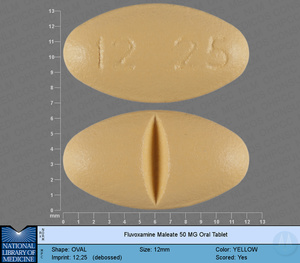 12 25
13
12
11
10
9
8
7
6
5
4
3
2
1
0
mm 0 1 2 3 4 5 6 7 8 9 10 11 12 13
Fluvoxamine Maleate 50 MG Oral Tablet
NATIONAL
LIBRARY OF
MEDICINE
Shape: OVAL Size: 12mm Color: YELLOW
Imprint: 12;25 (debossed) Scored: Yes